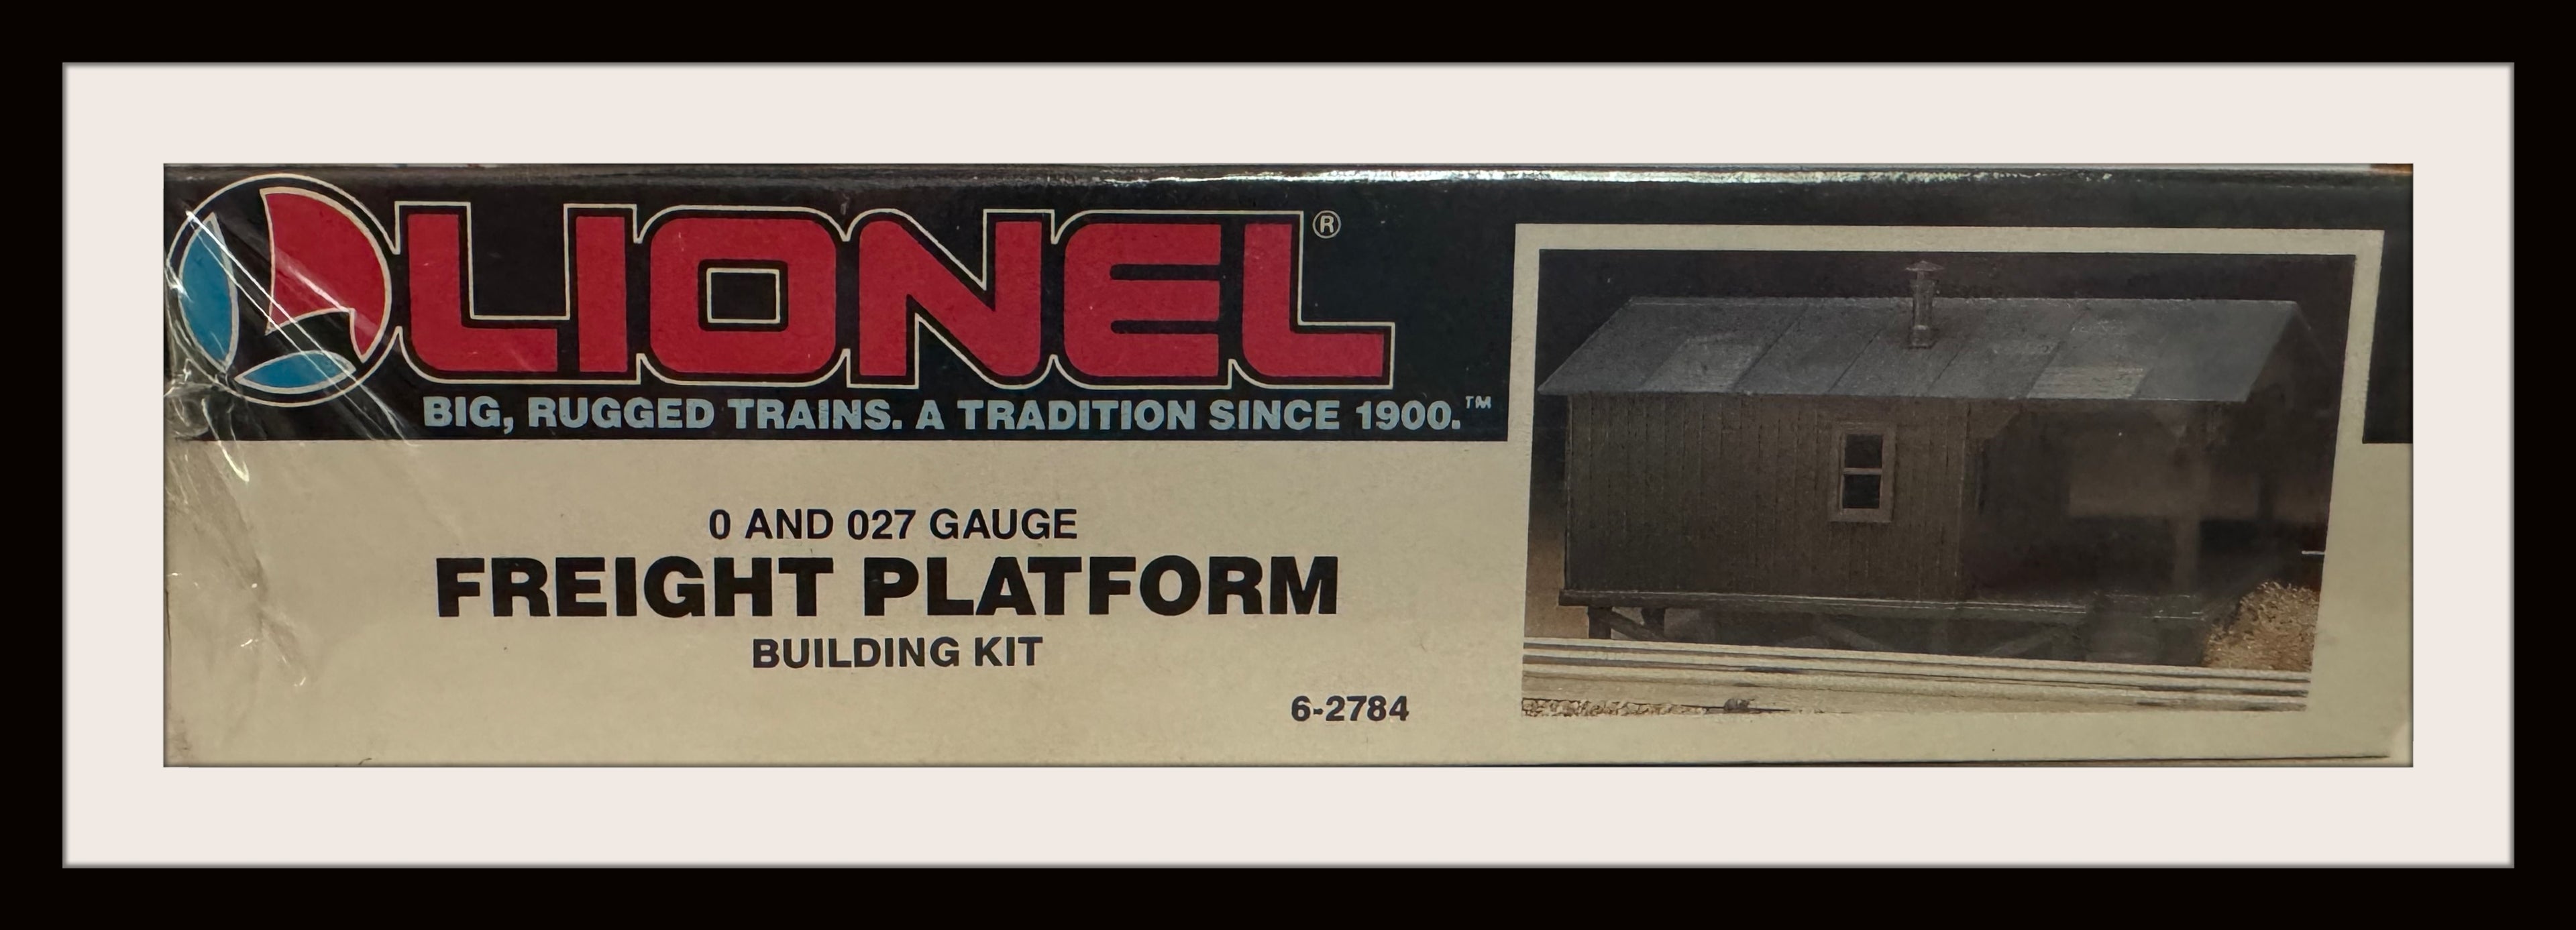 LIONEL®
BIG, RUGGED TRAINS. A TRADITION SINCE 1900.™
0 AND 027 GAUGE
FREIGHT PLATFORM
BUILDING KIT
6-2784